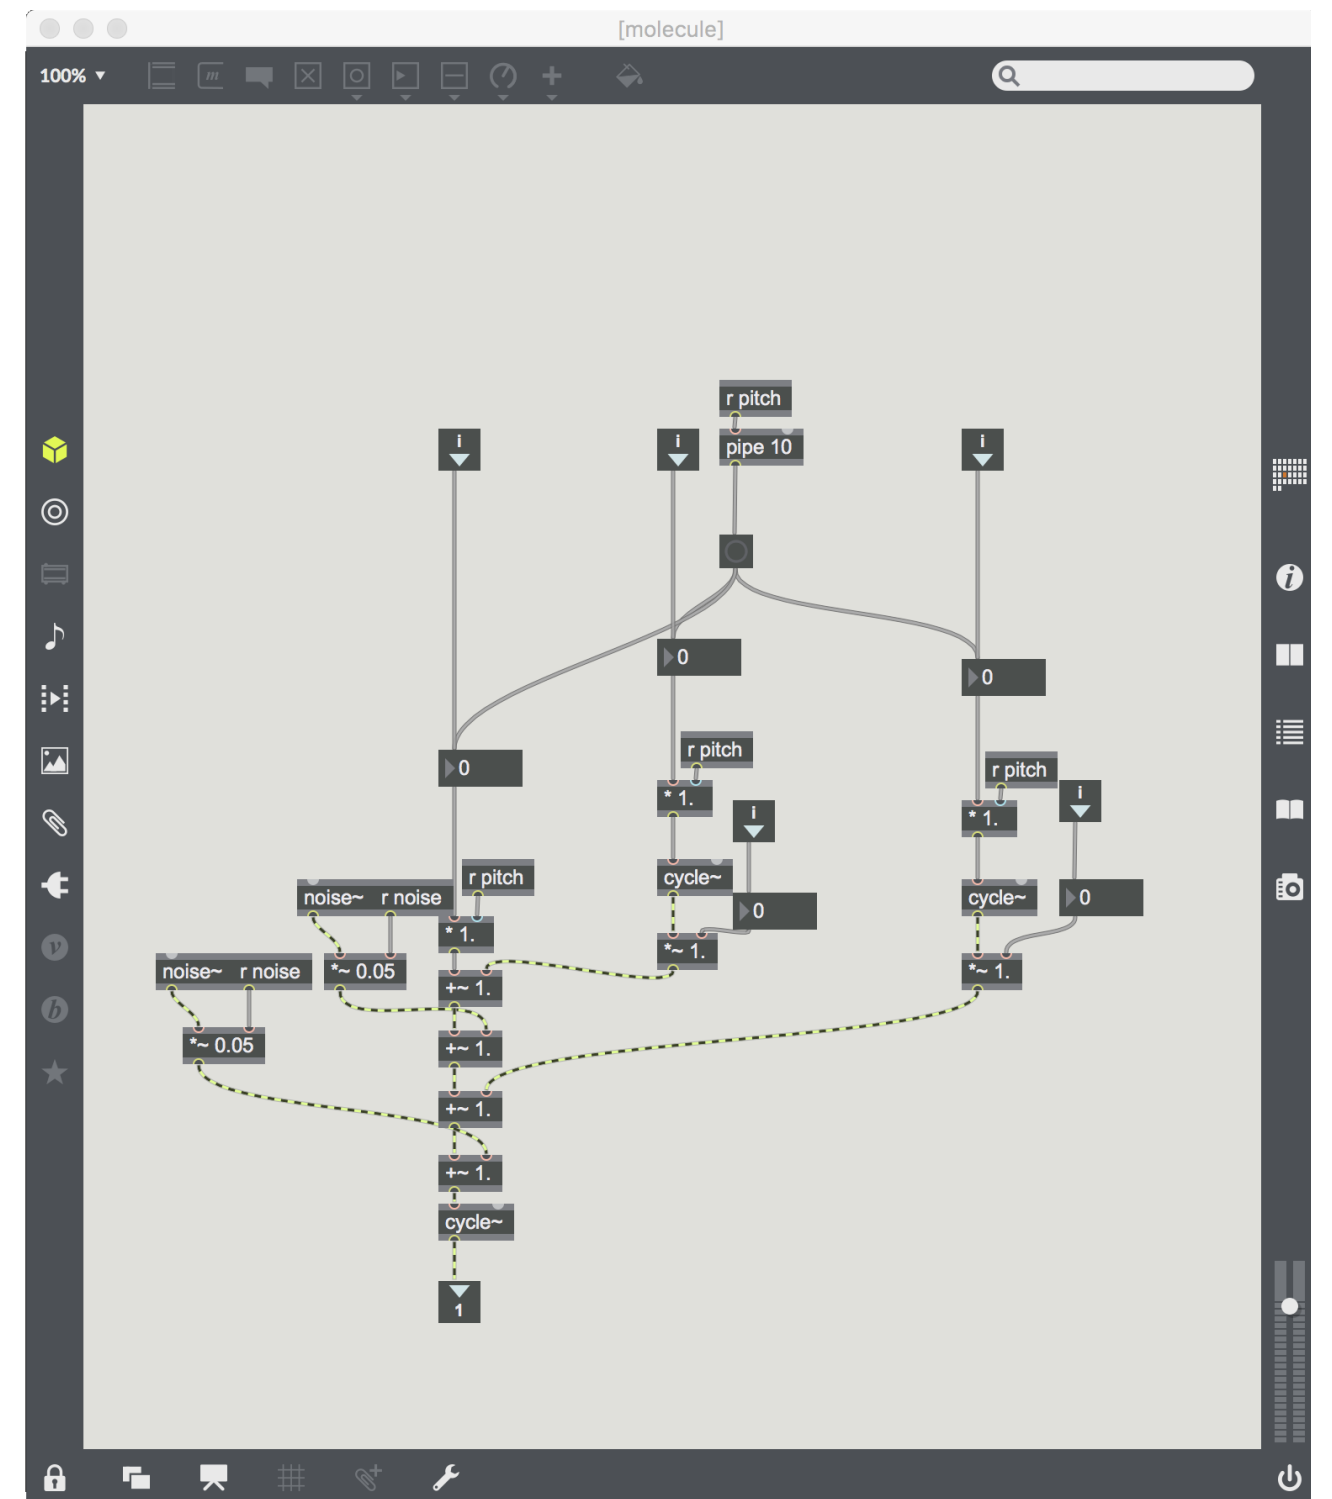 [molecule]
100%
m
r pitch
i
i
pipe 10
i
i
0
0
r pitch
0
r pitch
* 1.
i
i
* 1.
r pitch
cycle~
noise~
r noise
cycle~
0
0
* 1.
*~ 1.
noise~
r noise
*~ 0.05
*~ 1.
+~ 1.
*~ 0.05
+~ 1.
+~ 1.
+~ 1.
cycle~
1
v
b